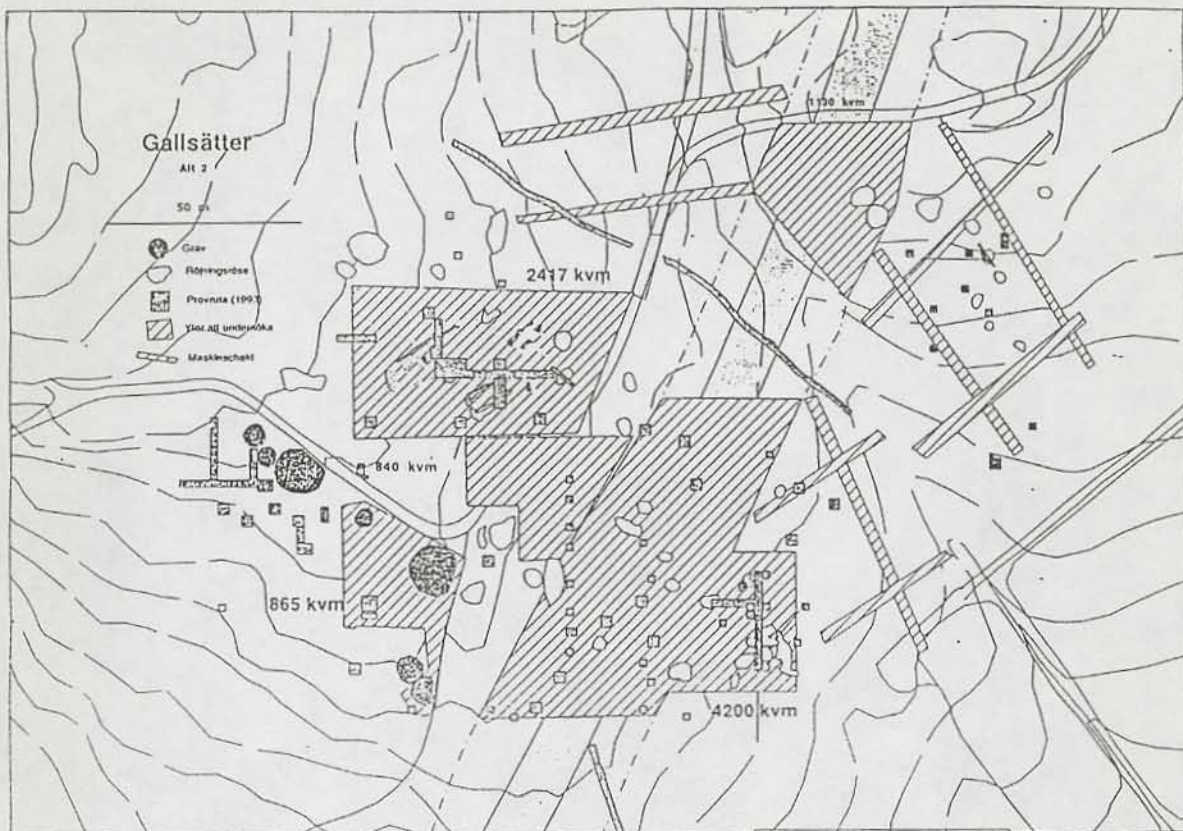 Gallsätter
Alt 2
50 m
Grav
Röjningsröse
Provruta (1993)
Ytor att undersöka
Maskinschakt
1130 kvm
2417 kvm
840 kvm
865 kvm
4200 kvm